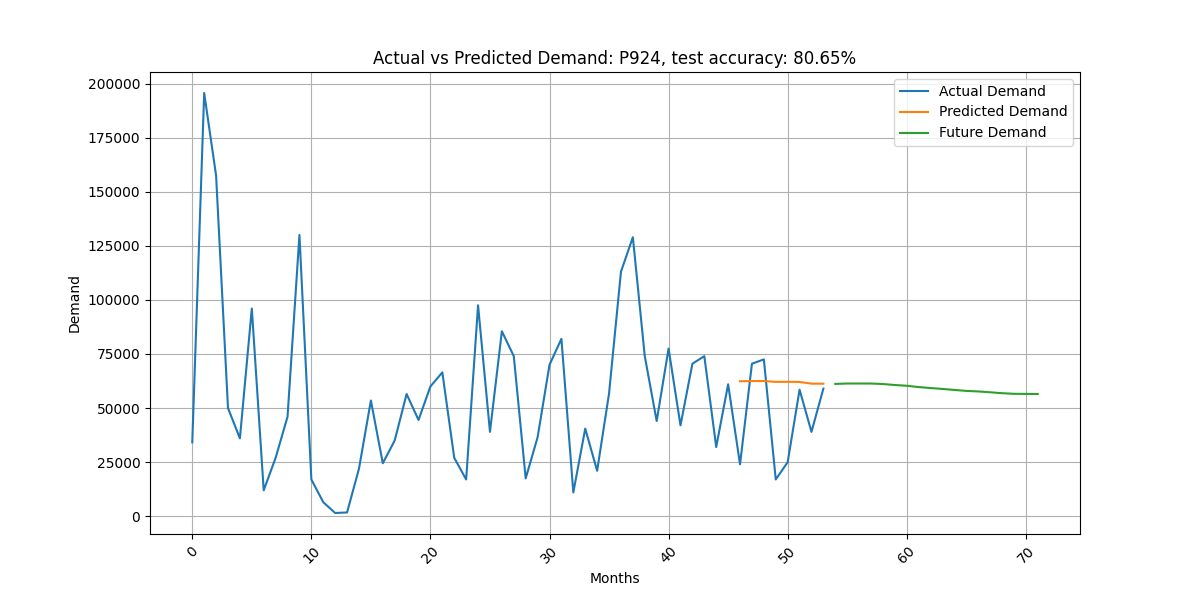 Actual vs Predicted Demand: P924, test accuracy: 80.65%
Actual Demand
Predicted Demand
Future Demand
200000
175000
150000
125000
100000
75000
50000
25000
0
Demand
0
10
20
30
40
50
60
70
Months